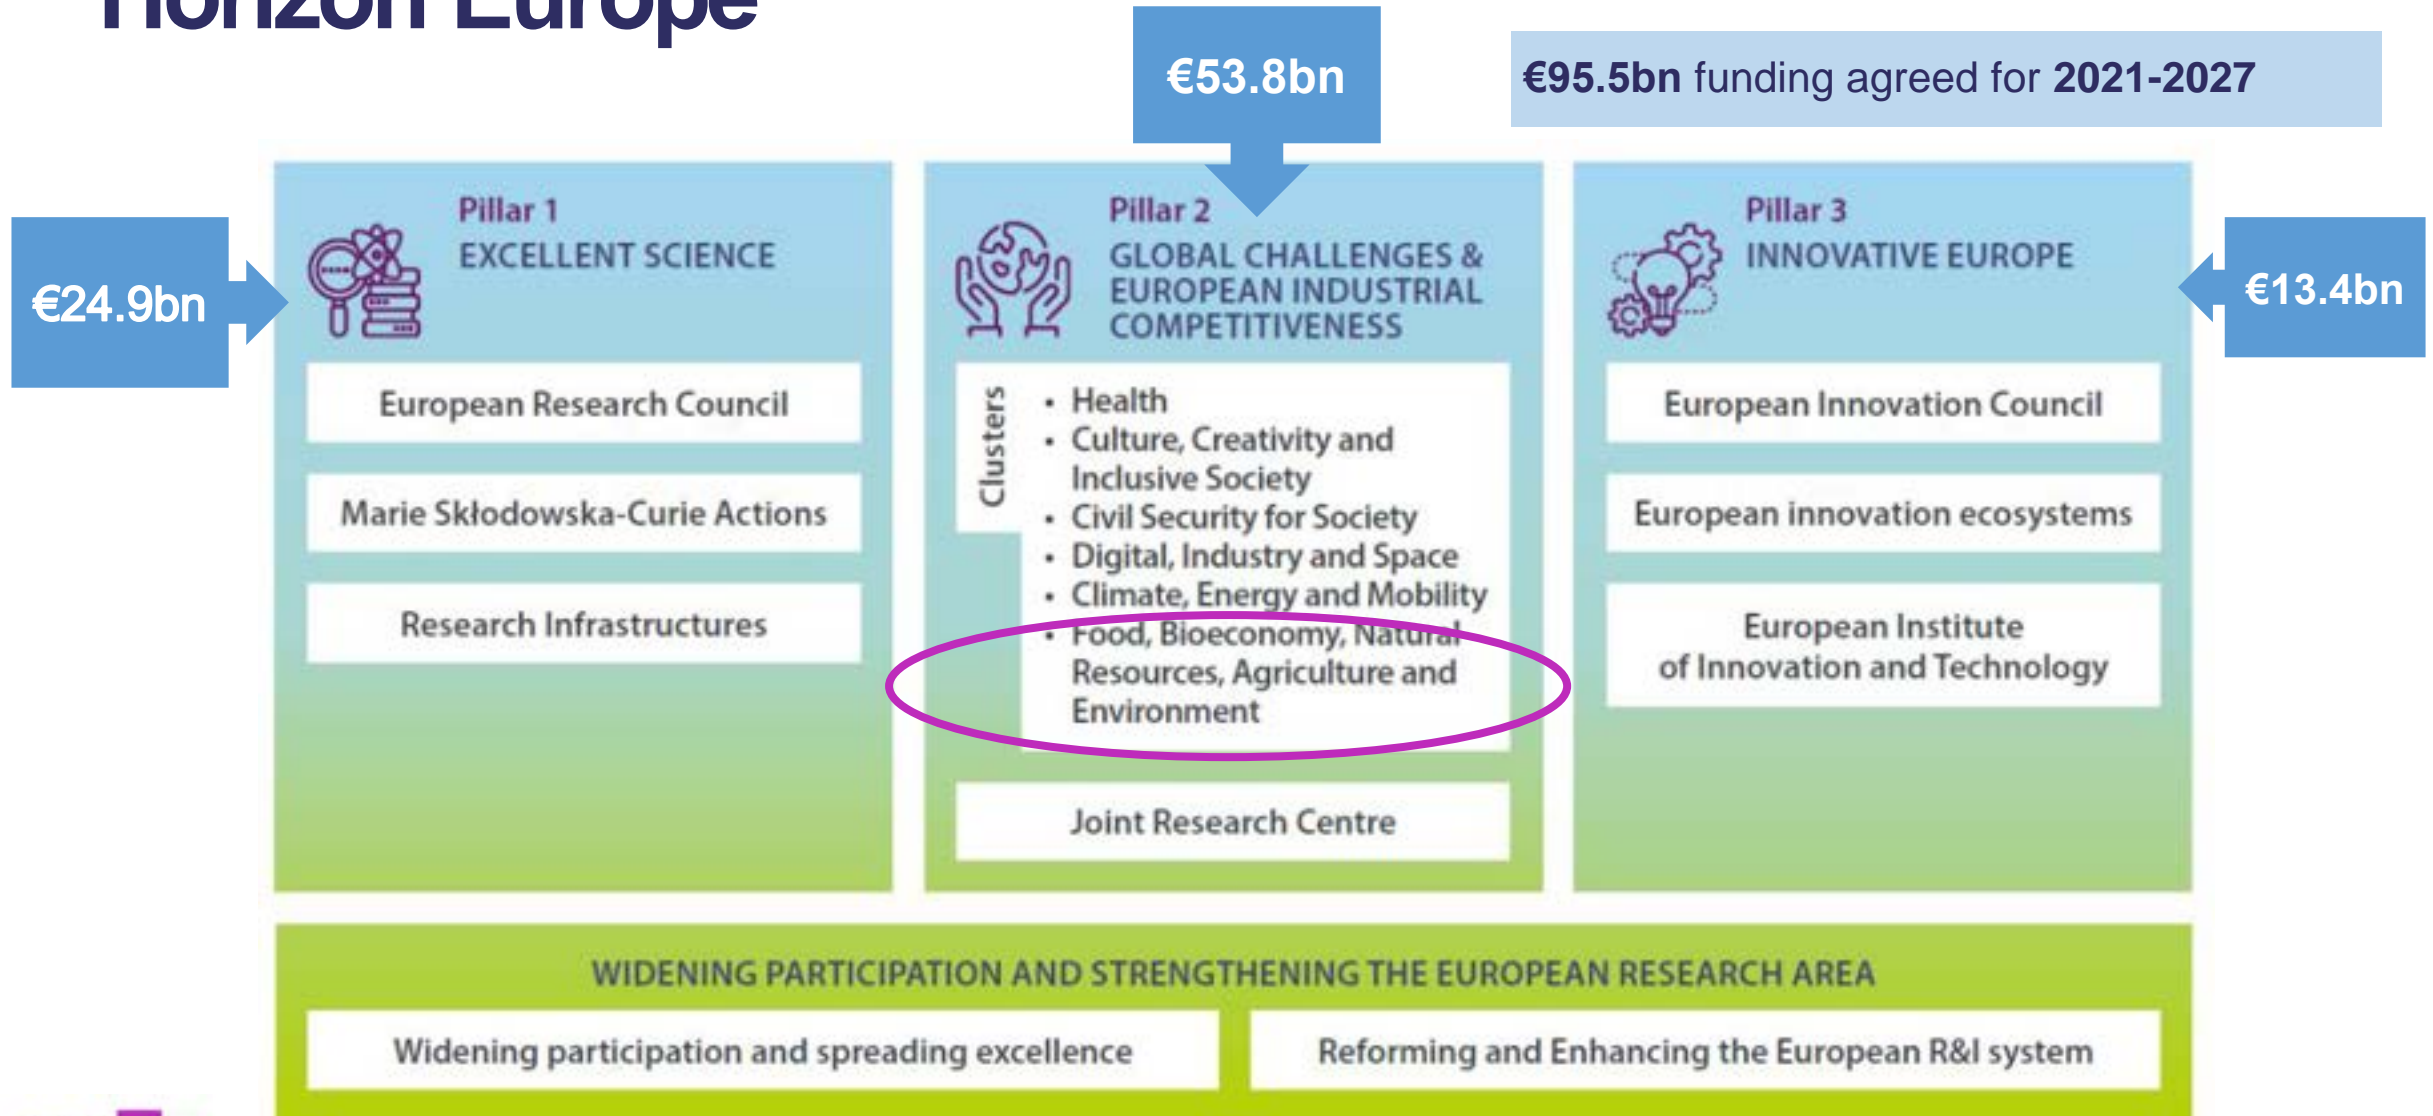 Horizon Europe
€53.8bn
€95.5bn funding agreed for 2021-2027
€24.9bn
Pillar 1
EXCELLENT SCIENCE
European Research Council
Marie Skłodowska-Curie Actions
Research Infrastructures
Pillar 2
GLOBAL CHALLENGES &
EUROPEAN INDUSTRIAL
COMPETITIVENESS
Clusters
• Health
• Culture, Creativity and
Inclusive Society
• Civil Security for Society
• Digital, Industry and Space
• Climate, Energy and Mobility
• Food, Bioeconomy, Natural
Resources, Agriculture and
Environment
Joint Research Centre
Pillar 3
INNOVATIVE EUROPE
€13.4bn
European Innovation Council
European innovation ecosystems
European Institute
of Innovation and Technology
WIDENING PARTICIPATION AND STRENGTHENING THE EUROPEAN RESEARCH AREA
Widening participation and spreading excellence
Reforming and Enhancing the European R&I system